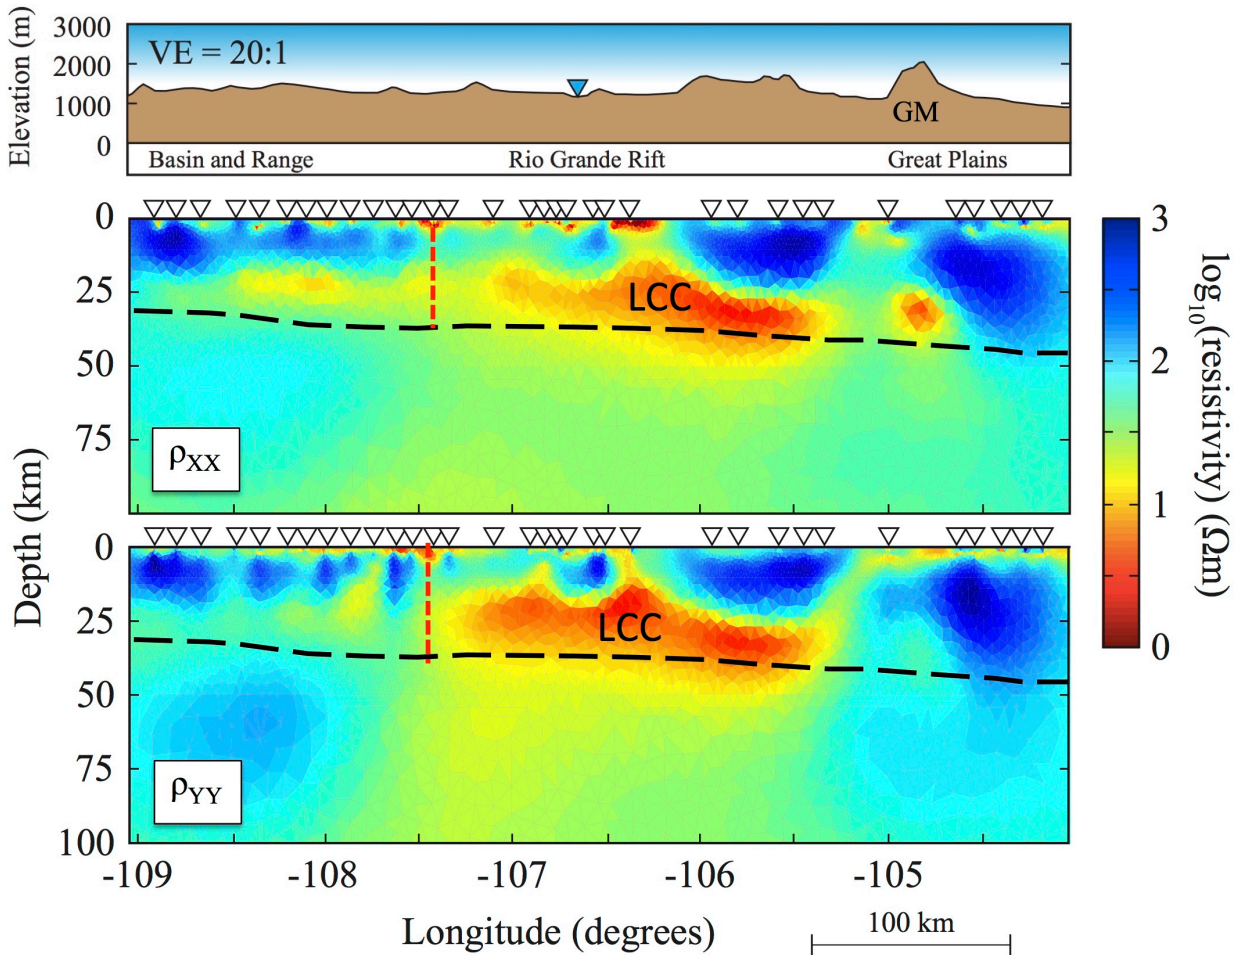 Elevation (m)
3000
2000
1000
0
VE = 20:1
GM
Basin and Range
Rio Grande Rift
Great Plains
0
25
50
75
LCC
ρXX
Depth (km)
0
25
50
75
100
LCC
ρYY
-109
-108
-107
-106
-105
Longitude (degrees)
100 km
3
2
1
0
log10(resistivity) (Ωm)